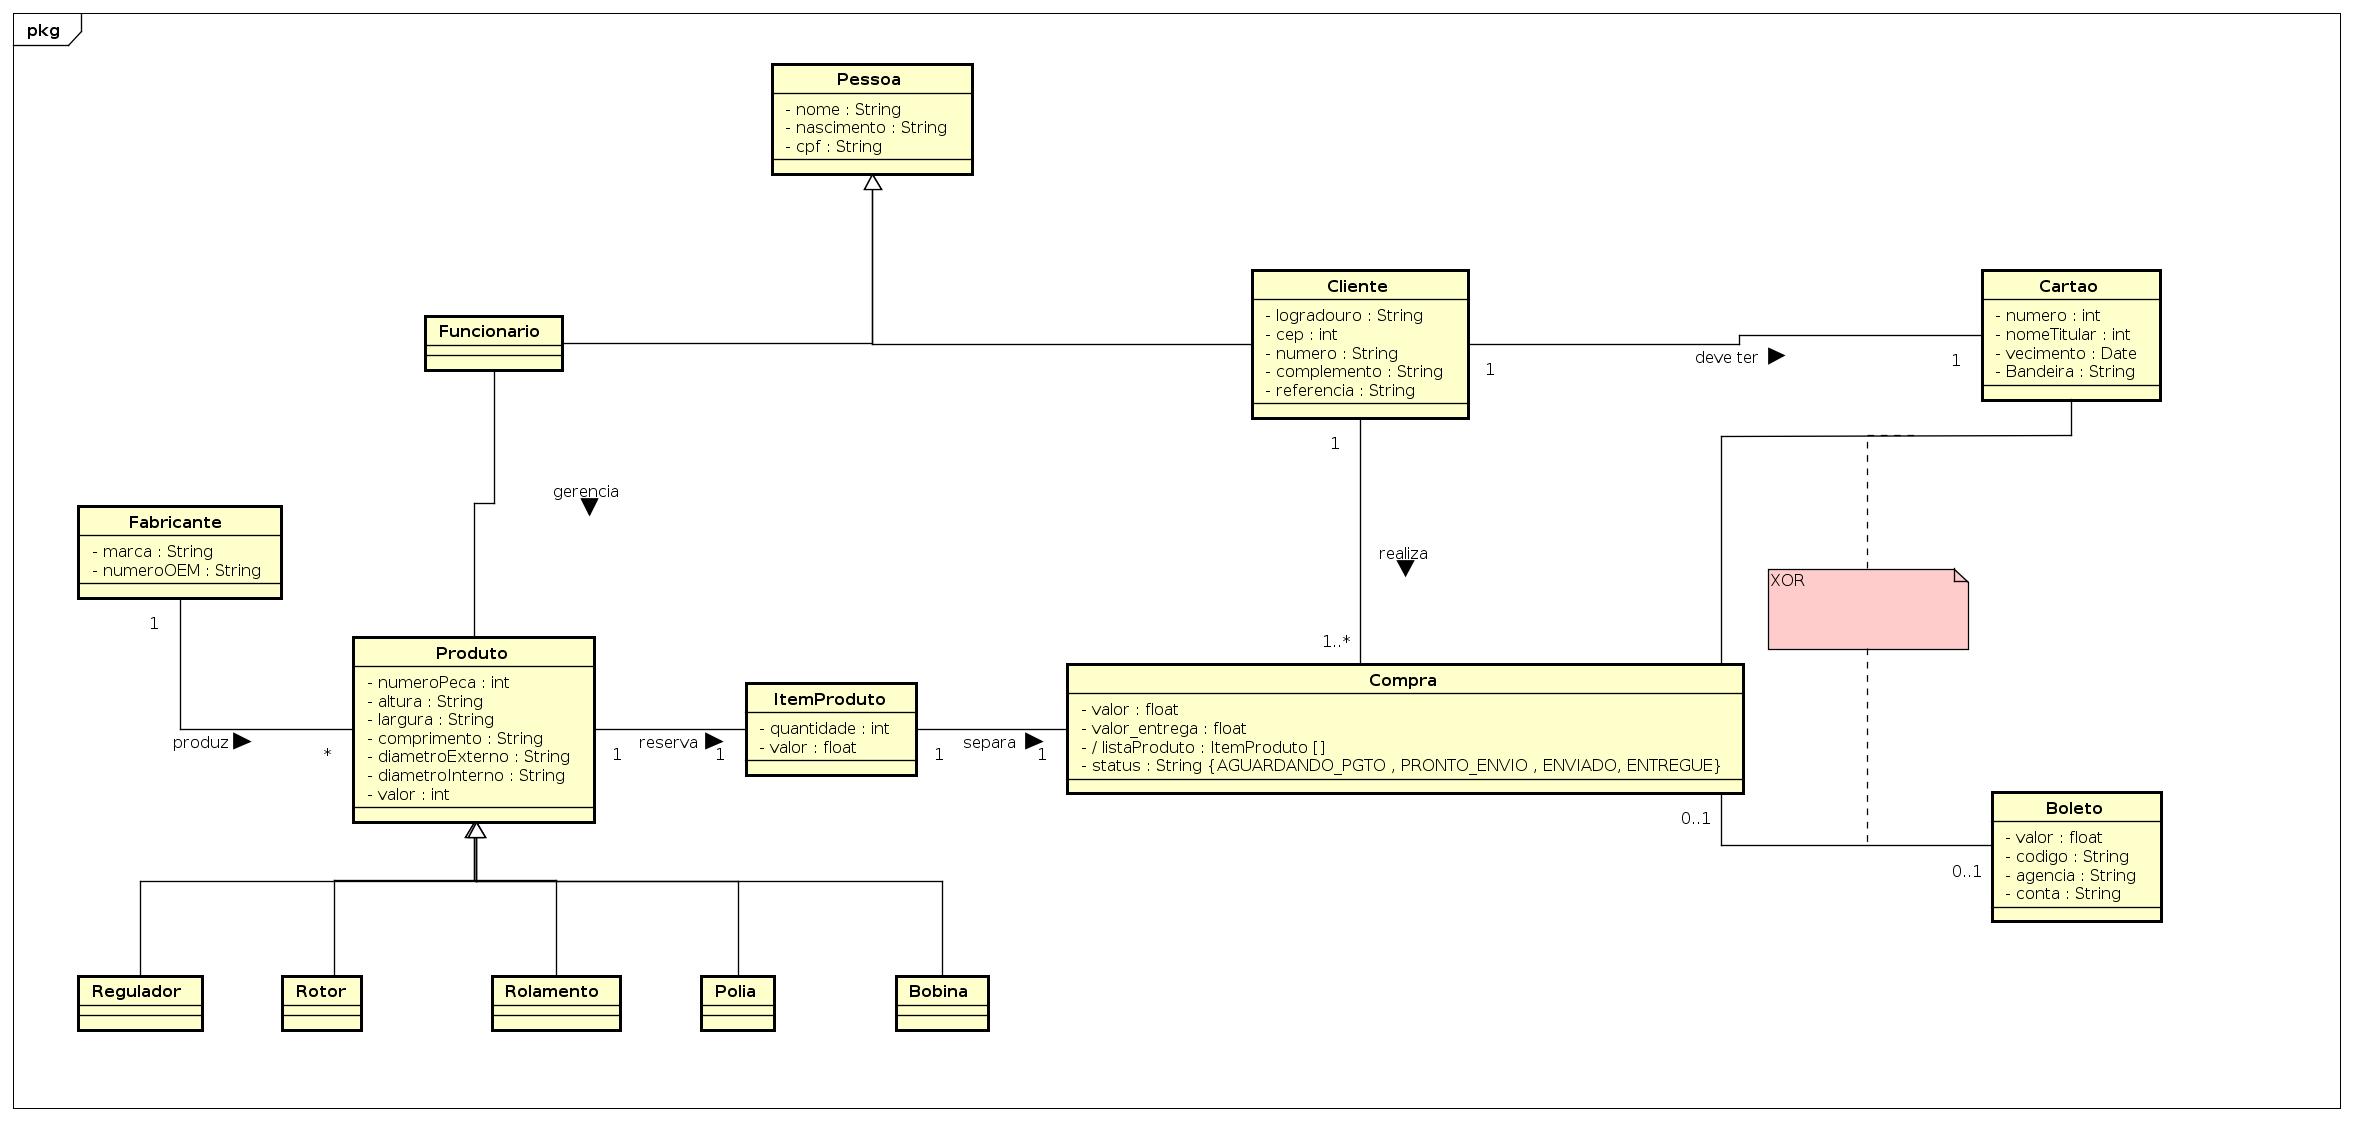 pkg
Pessoa
- nome : String
- nascimento : String
- cpf : String
Funcionario
Cliente
- logradouro : String
- cep : int
- numero : String
- complemento : String
- referencia : String
1
deve ter
1
Cartao
- numero : int
- nomeTitular : int
- vecimento : Date
- Bandeira : String
1
gerencia
realiza
1..*
XOR
Fabricante
- marca : String
- numeroOEM : String
1
produz
*
Produto
- numeroPeca : int
- altura : String
- largura : String
- comprimento : String
- diametroExterno : String
- diametroInterno : String
- valor : int
1
reserva
1
ItemProduto
- quantidade : int
- valor : float
1
separa
1
Compra
- valor : float
- valor_entrega : float
- / listaProduto : ItemProduto []
- status : String {AGUARDANDO_PGTO , PRONTO_ENVIO , ENVIADO, ENTREGUE}
0..1
0..1
Boleto
- valor : float
- codigo : String
- agencia : String
- conta : String
Regulador
Rotor
Rolamento
Polia
Bobina